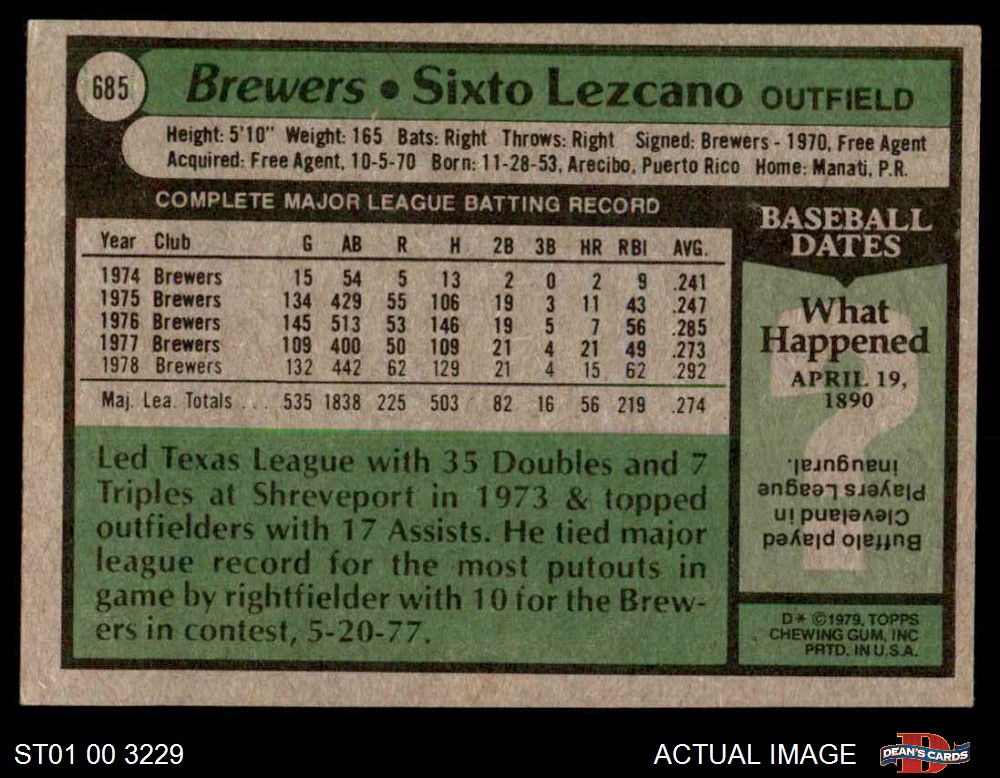 685
Brewers • Sixto Lezcano OUTFIELD
Height: 5'10" Weight: 165 Bats: Right Throws: Right Signed: Brewers - 1970, Free Agent
Acquired: Free Agent, 10-5-70 Born: 11-28-53, Arecibo, Puerto Rico Home: Manati, P.R.
COMPLETE MAJOR LEAGUE BATTING RECORD
Year Club G AB R H 2B 3B HR RBI AVG.
1974 Brewers 15 54 5 13 2 0 2 9 .241
1975 Brewers 134 429 55 106 19 3 11 43 .247
1976 Brewers 145 513 53 146 19 5 7 56 .285
1977 Brewers 109 400 50 109 21 4 21 49 .273
1978 Brewers 132 442 62 129 21 4 15 62 .292
Maj. Lea. Totals ... 535 1838 225 503 82 16 56 219 .274
Led Texas League with 35 Doubles and 7
Triples at Shreveport in 1973 & topped
outfielders with 17 Assists. He tied major
league record for the most putouts in
game by rightfielder with 10 for the Brew-
ers in contest, 5-20-77.
BASEBALL
DATES
What
Happened
APRIL 19,
1890
?
Buffalo played
Cleveland in
Players League
inaugural.
D* ©1979, TOPPS
CHEWING GUM, INC
PRTD. IN U.S.A.
ST01 00 3229
ACTUAL IMAGE
D
DEAN'S CARDS